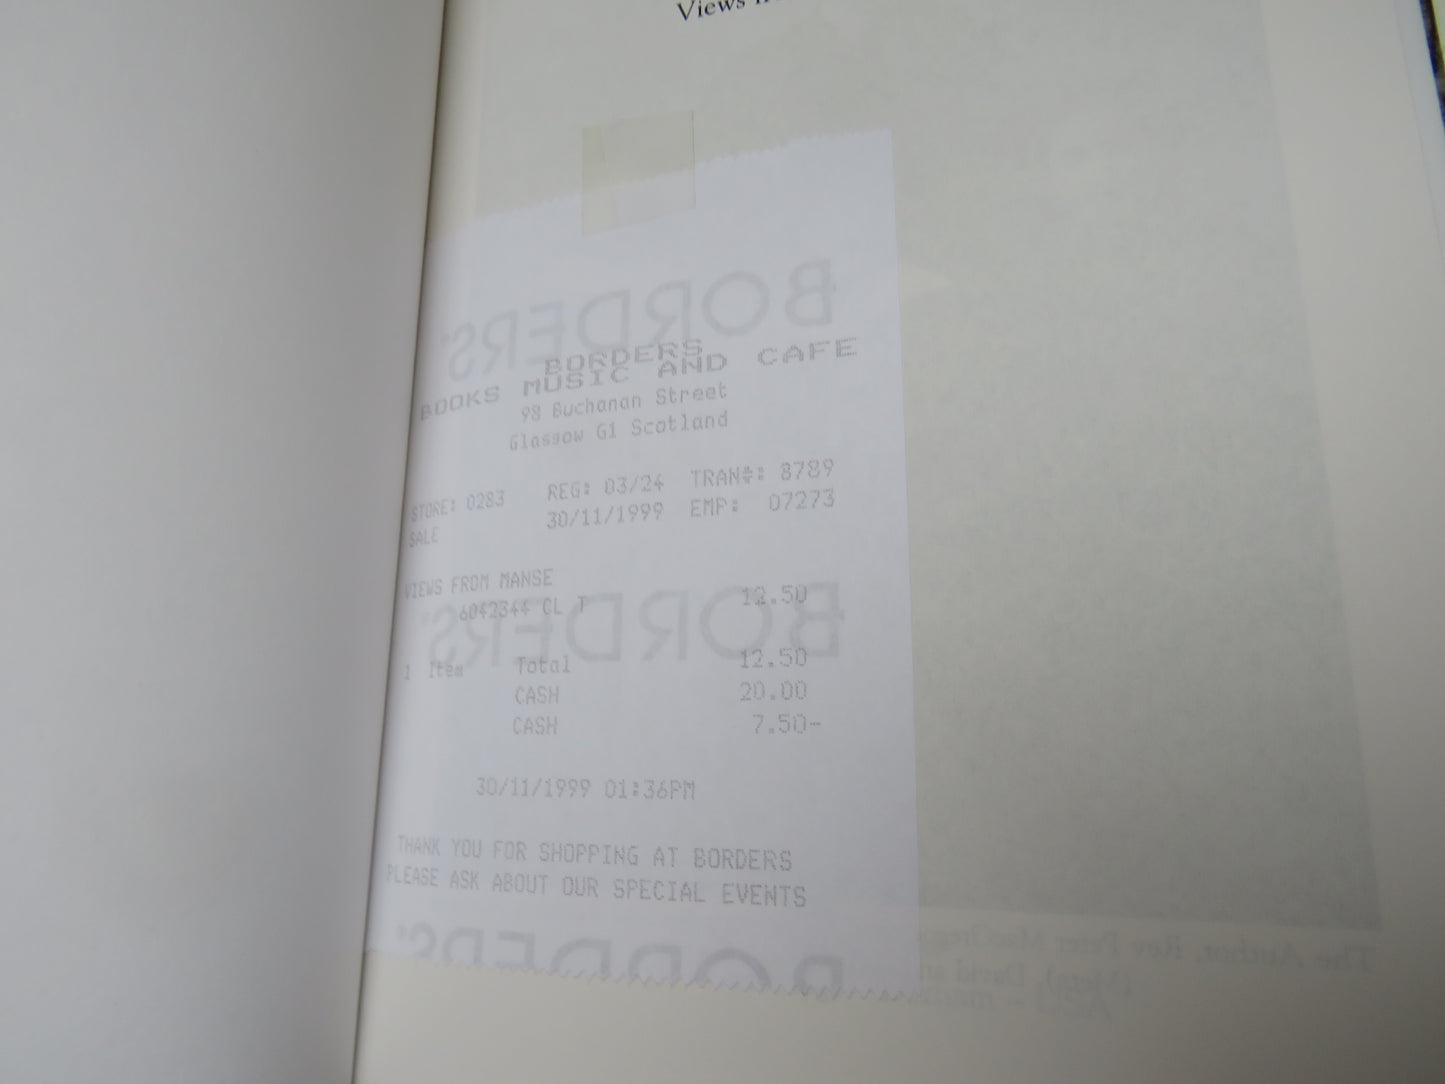 Views
BORDERS®
BORDERS
BOOKS MUSIC AND CAFE
98 Buchanan Street
Glasgow G1 Scotland
STORE: 0283 REG: 03/24 TRAN#: 8789
SALE 30/11/1999 EMP: 07273
VIEWS FROM MANSE
6042344 CL T 12.50
BORDERS®
1 Item Total 12.50
CASH 20.00
CASH 7.50-
30/11/1999 01:36PM
THANK YOU FOR SHOPPING AT BORDERS
PLEASE ASK ABOUT OUR SPECIAL EVENTS
BORDERS®
The Author, Rev Peter
David